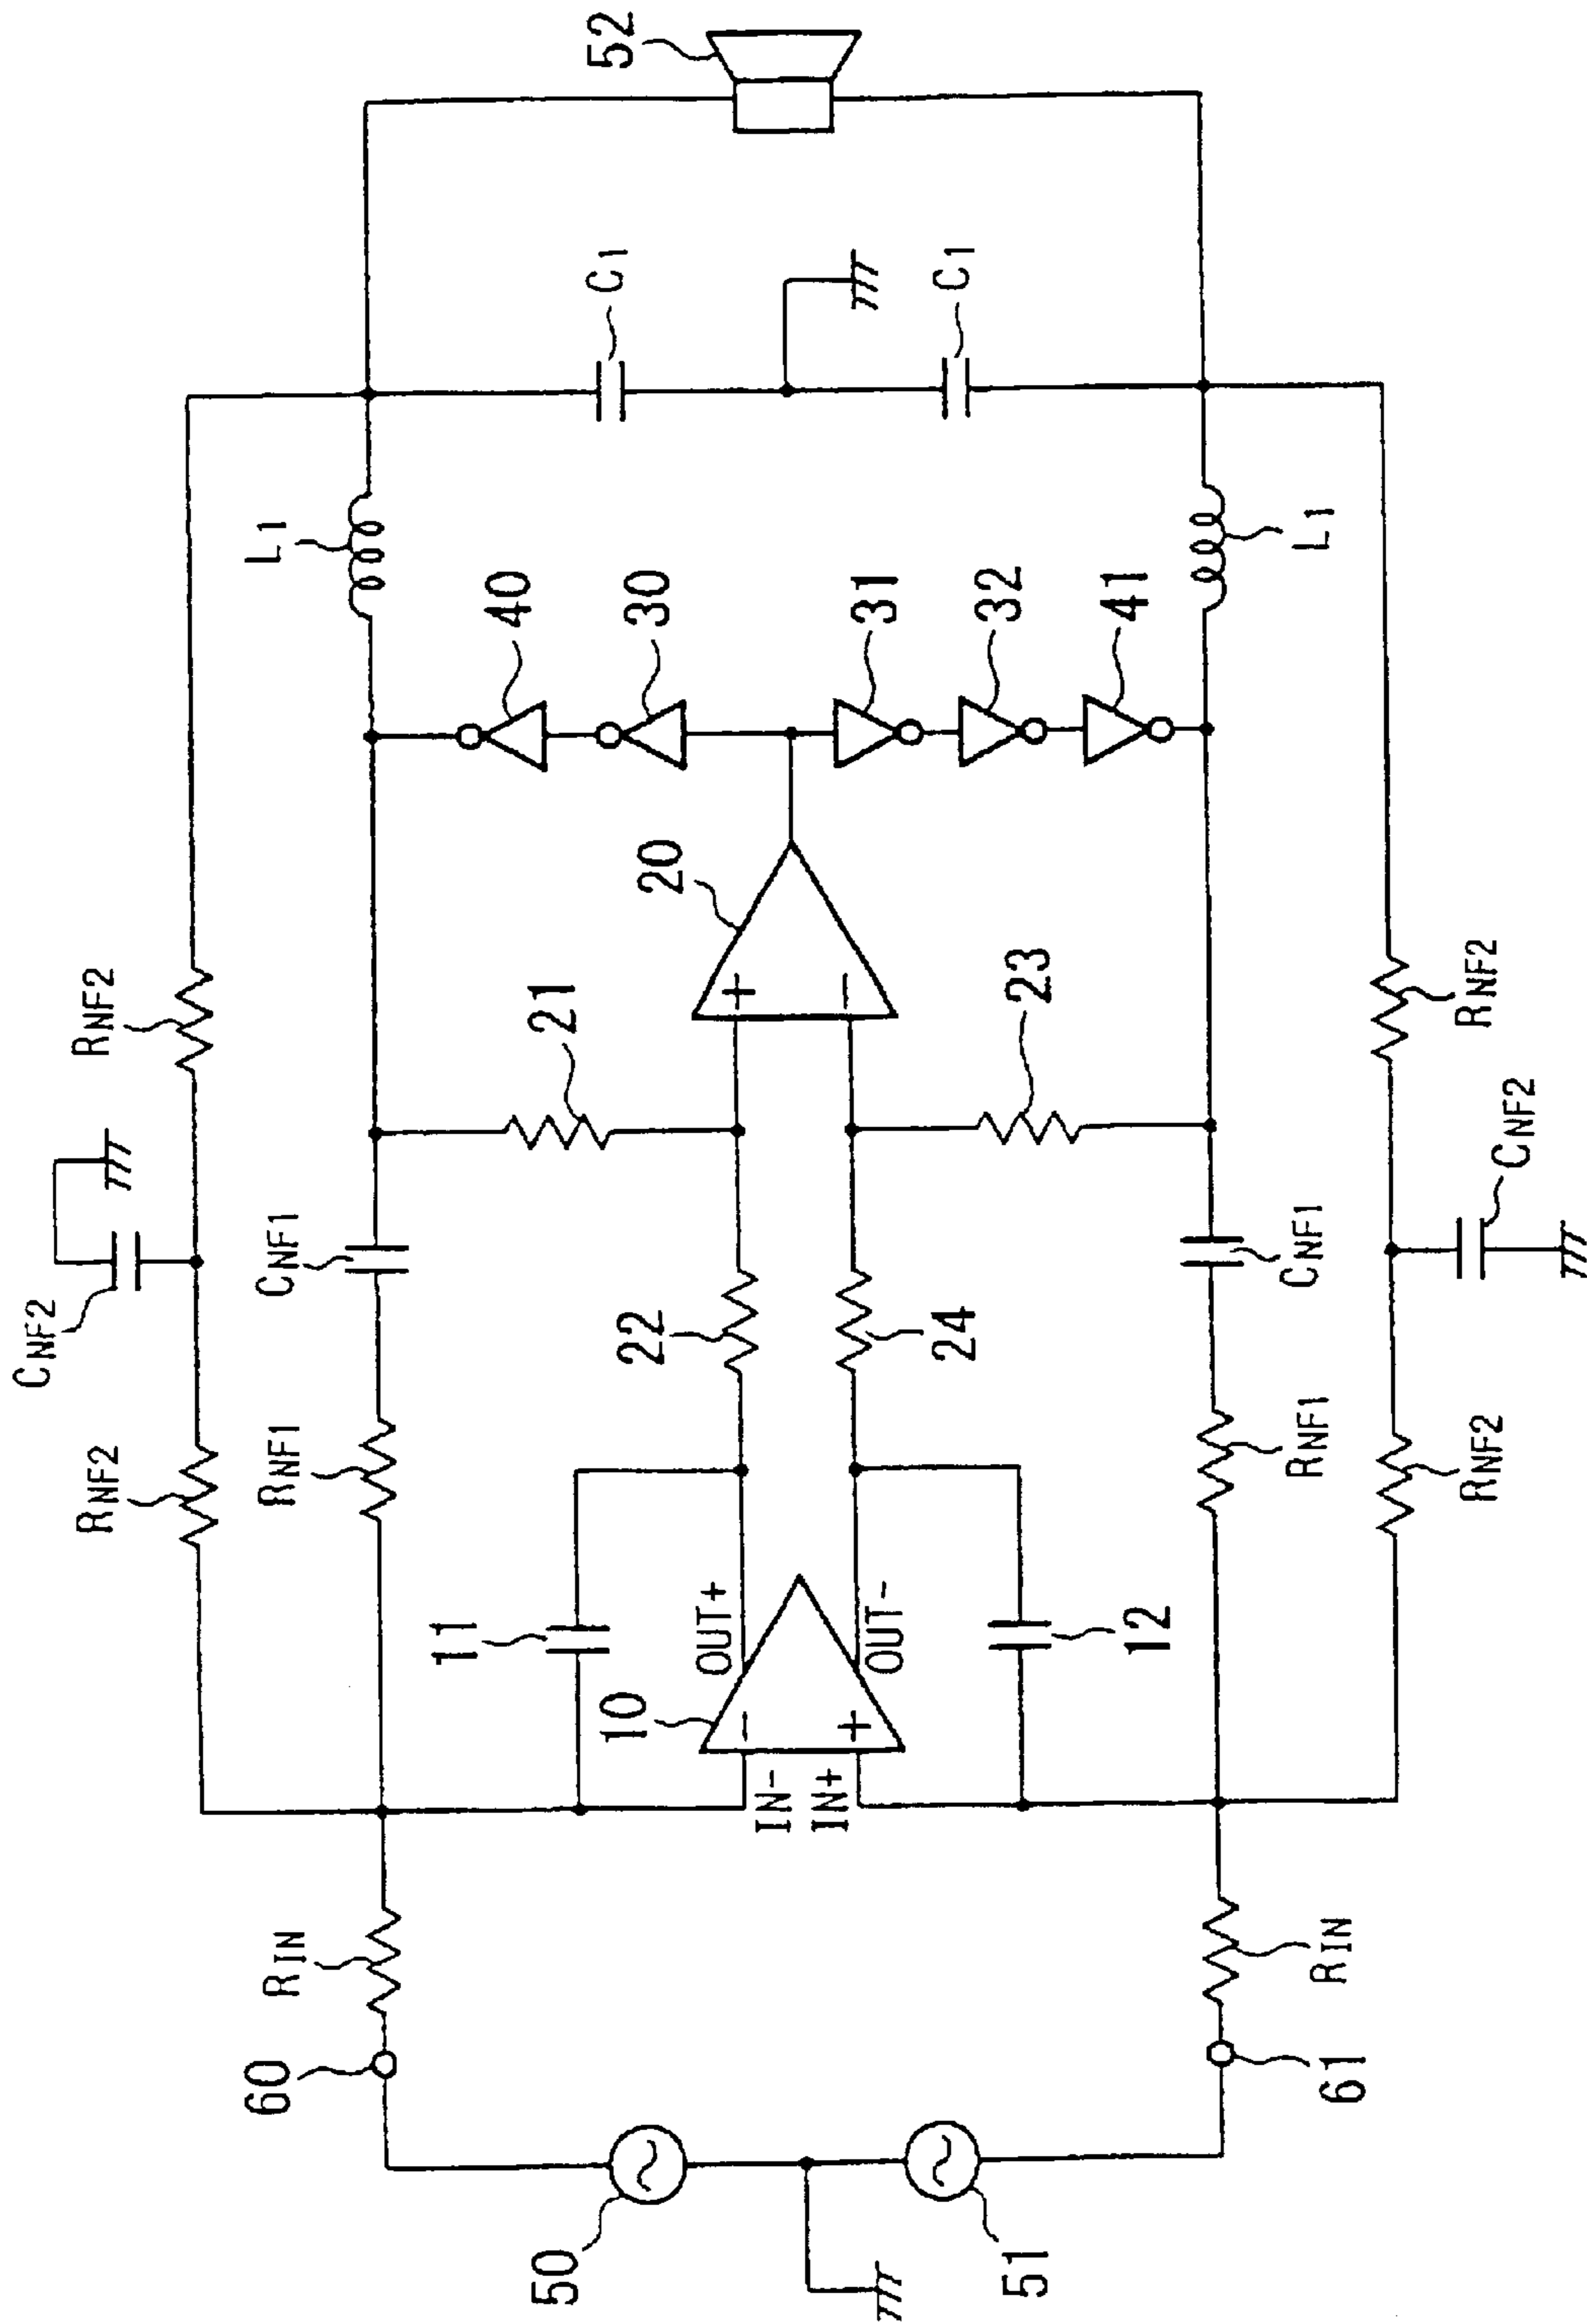 52
C1
C1
L1
L1
40
30
31
32
41
20
RNF2
RNF2
21
23
CNF2
CNF1
CNF1
CNF2
22
24
RNF2
RNF1
RNF1
RNF2
11
OUT+
OUT-
12
10
+
-
-
+
IN-
IN+
RIN
RIN
60
61
50
51